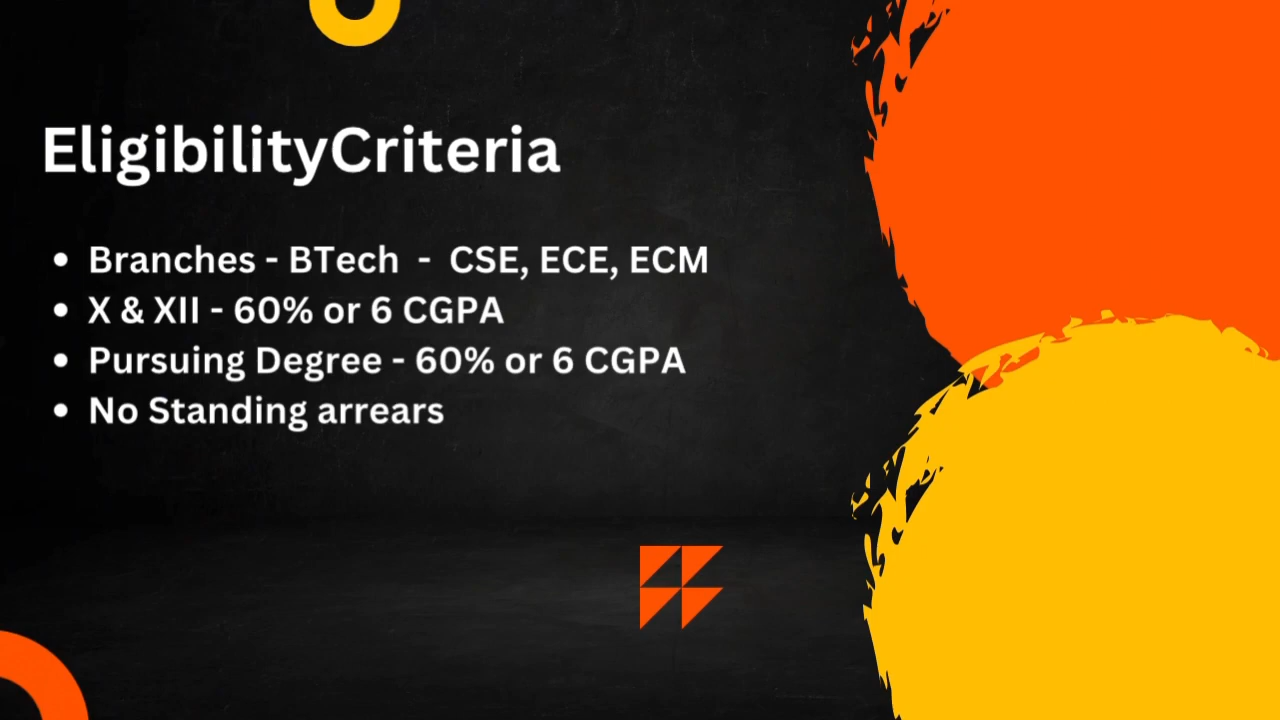 EligibilityCriteria
• Branches - BTech - CSE, ECE, ECM
• X & XII - 60% or 6 CGPA
• Pursuing Degree - 60% or 6 CGPA
• No Standing arrears